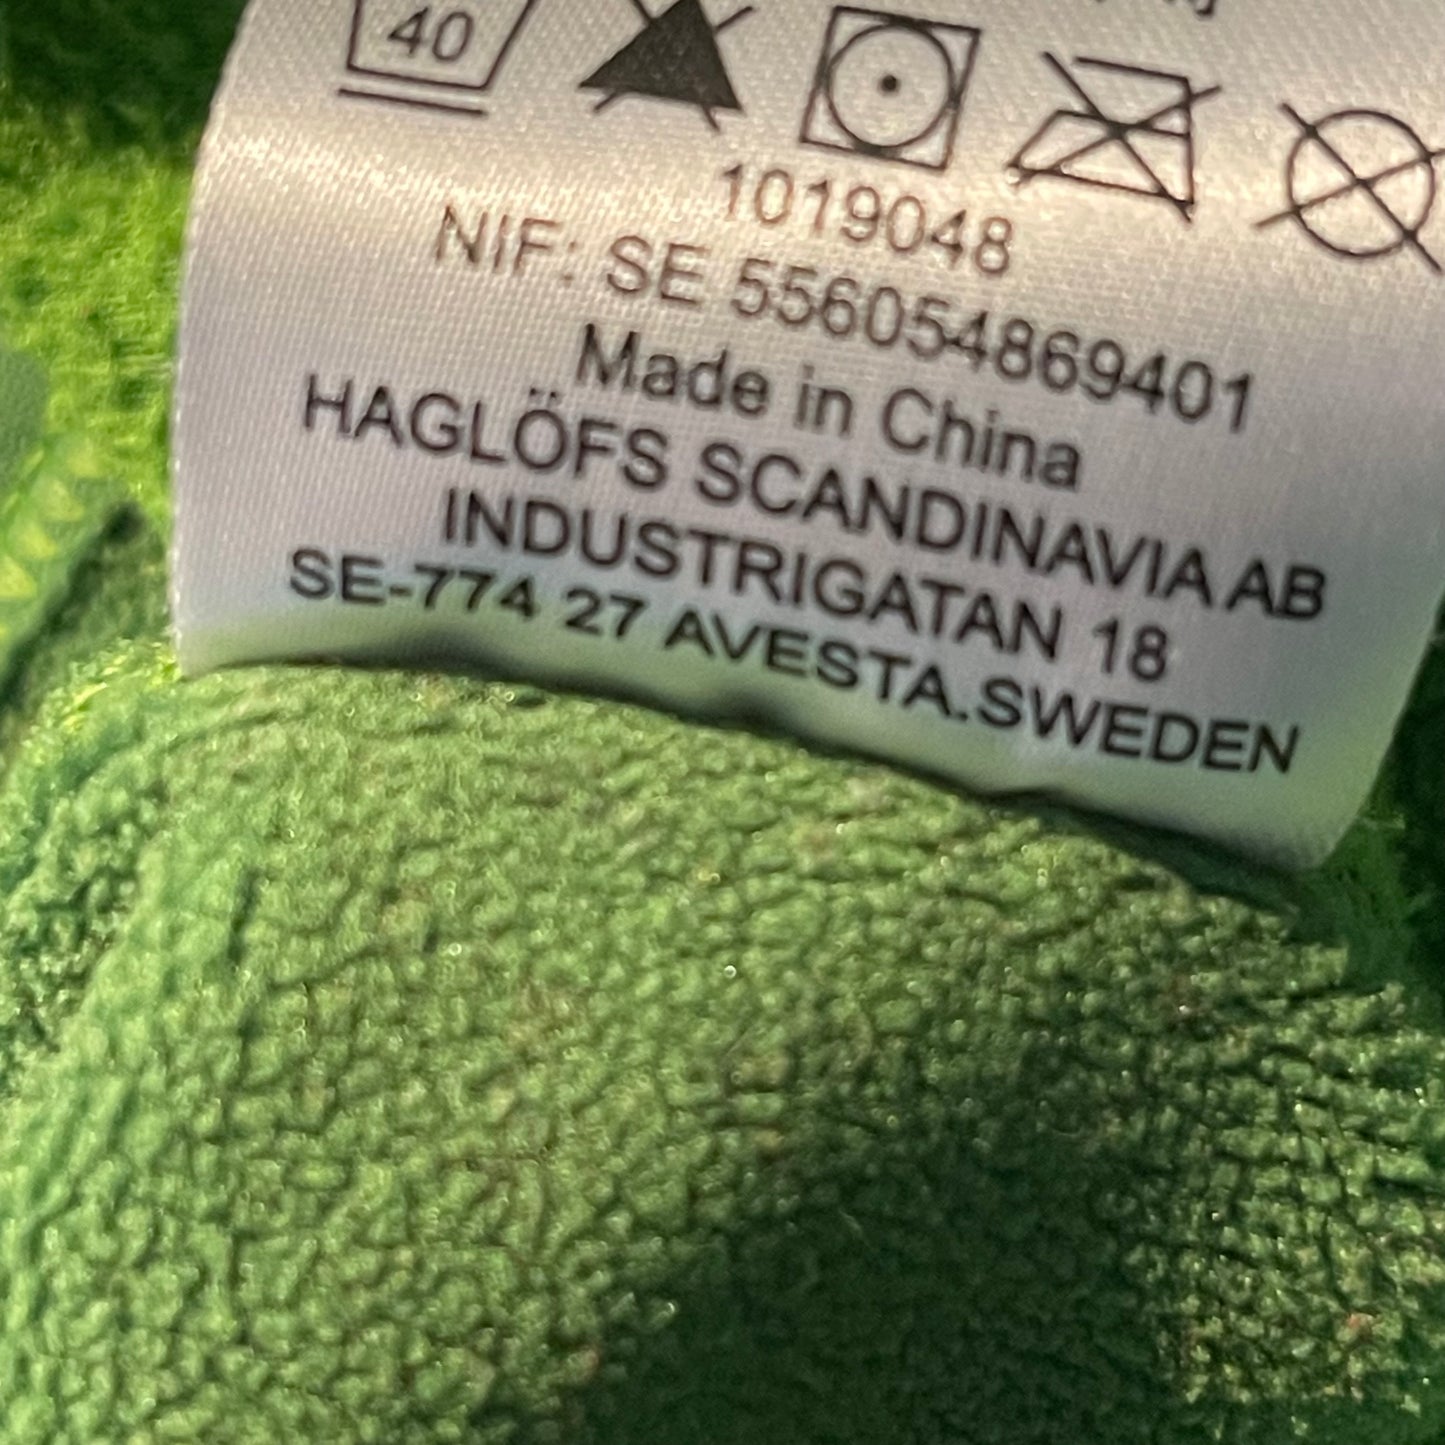 40
1019048
NIF: SE 556054869401
Made in China
HAGLÖFS SCANDINAVIA AB
INDUSTRIGATAN 18
SE-774 27 AVESTA.SWEDEN